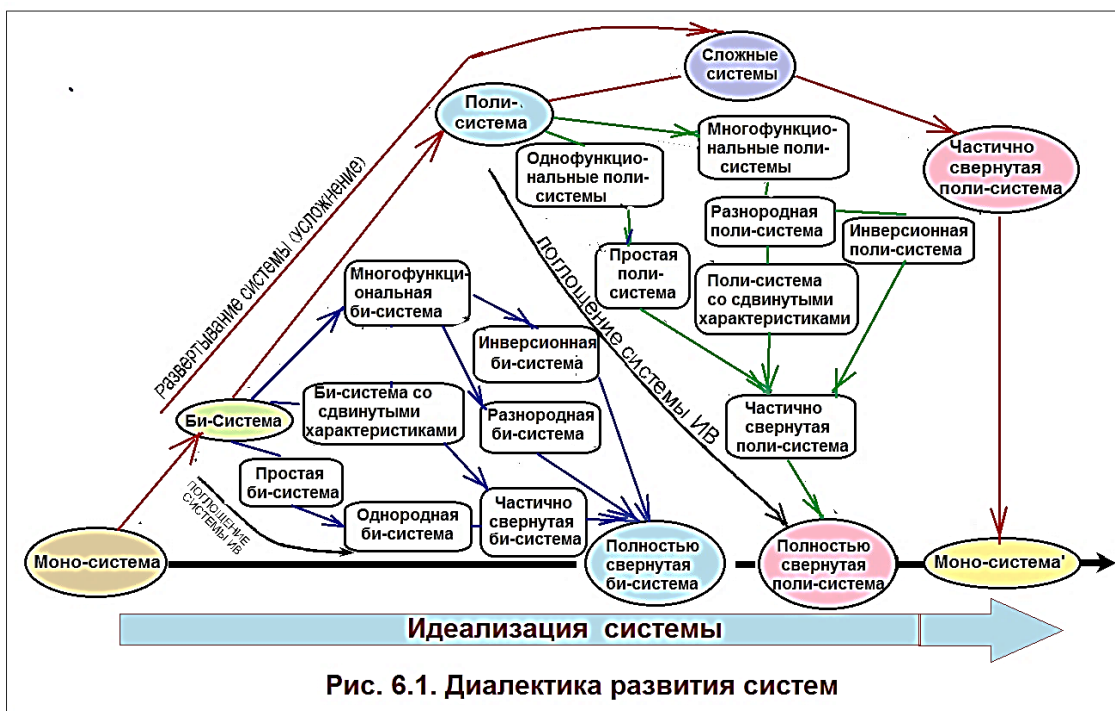 Сложные
системы
Поли-
система
Многофункцио-
нальные поли-
системы
Однофункцио-
нальные поли-
системы
Частично
свернутая
поли-система
Развертывание системы (усложнение)
Разнородная
поли-система
Инверсионная
поли-система
поглощение системы ИВ
Простая
поли-
система
Многофункци-
ональная
би-система
Поли-система
со сдвинутыми
характеристиками
Инверсионная
би-система
Би-система со
сдвинутыми
характеристиками
Би-Система
Разнородная
би-система
Частично
свернутая
поли-система
Простая
би-система
ПОГЛОЩЕНИЕ
СИСТЕМЫ ИВ
Однородная
би-система
Частично
свернутая
би-система
Моно-система
Полностью
свернутая
би-система
Полностью
свернутая
поли-система
Моно-система'
Идеализация системы
Рис. 6.1. Диалектика развития систем